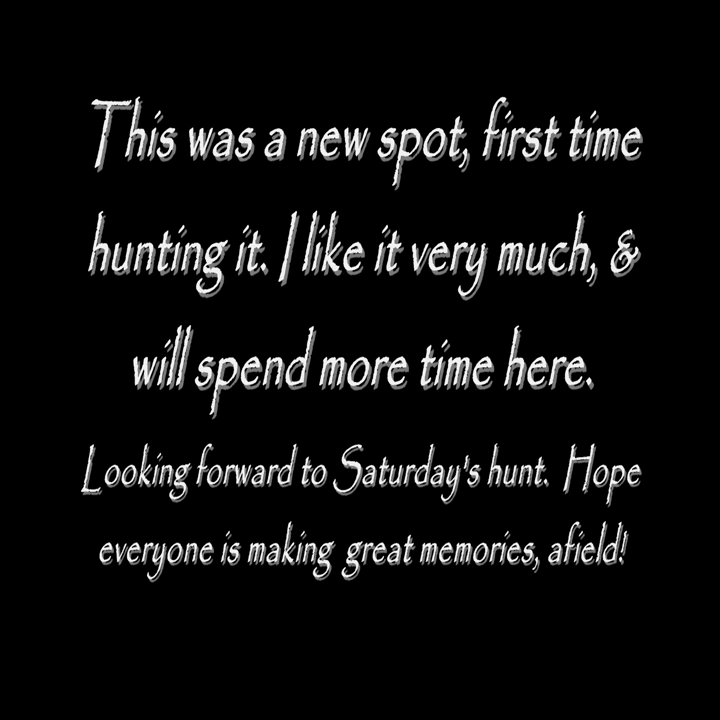 This was a new spot, first time
hunting it. I like it very much, &
will spend more time here.
Looking forward to Saturday's hunt. Hope
everyone is making great memories, afield!